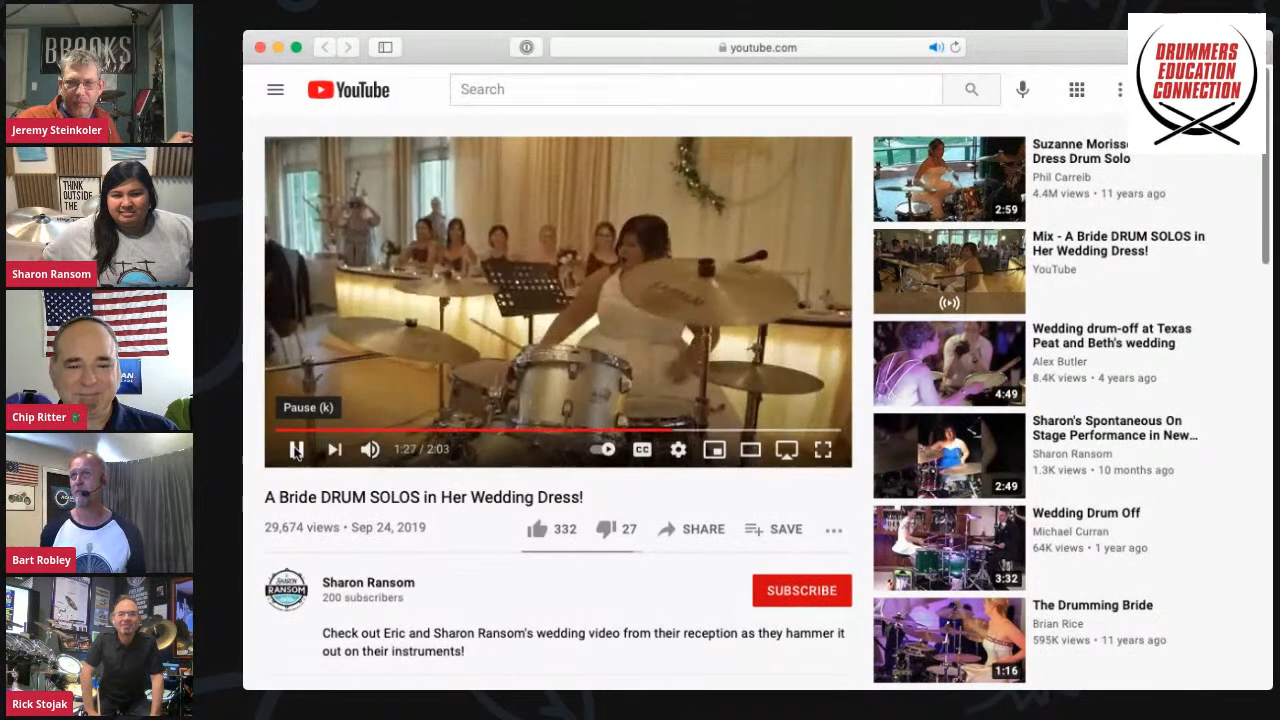 BROOKS
Jeremy Steinkoler
THINK
OUTSIDE
THE
Sharon Ransom
Chip Ritter
Bart Robley
Rick Stojak
youtube.com
YouTube
Search
DRUMMERS
EDUCATION
CONNECTION
Pause (k)
1:27 / 2:03
CC
A Bride DRUM SOLOS in Her Wedding Dress!
29,674 views • Sep 24, 2019
332
27
SHARE
SAVE
SHARON
RANSOM
Sharon Ransom
200 subscribers
SUBSCRIBE
Check out Eric and Sharon Ransom's wedding video from their reception as they hammer it
out on their instruments!
2:59
Suzanne Moriss
Dress Drum Solo
Phil Carreib
4.4M views • 11 years ago
Mix - A Bride DRUM SOLOS in
Her Wedding Dress!
YouTube
4:49
Wedding drum-off at Texas
Peat and Beth's wedding
Alex Butler
8.4K views • 4 years ago
2:49
Sharon's Spontaneous On
Stage Performance in New...
Sharon Ransom
1.3K views • 10 months ago
3:32
Wedding Drum Off
Michael Curran
64K views • 1 year ago
1:16
The Drumming Bride
Brian Rice
595K views • 11 years ago